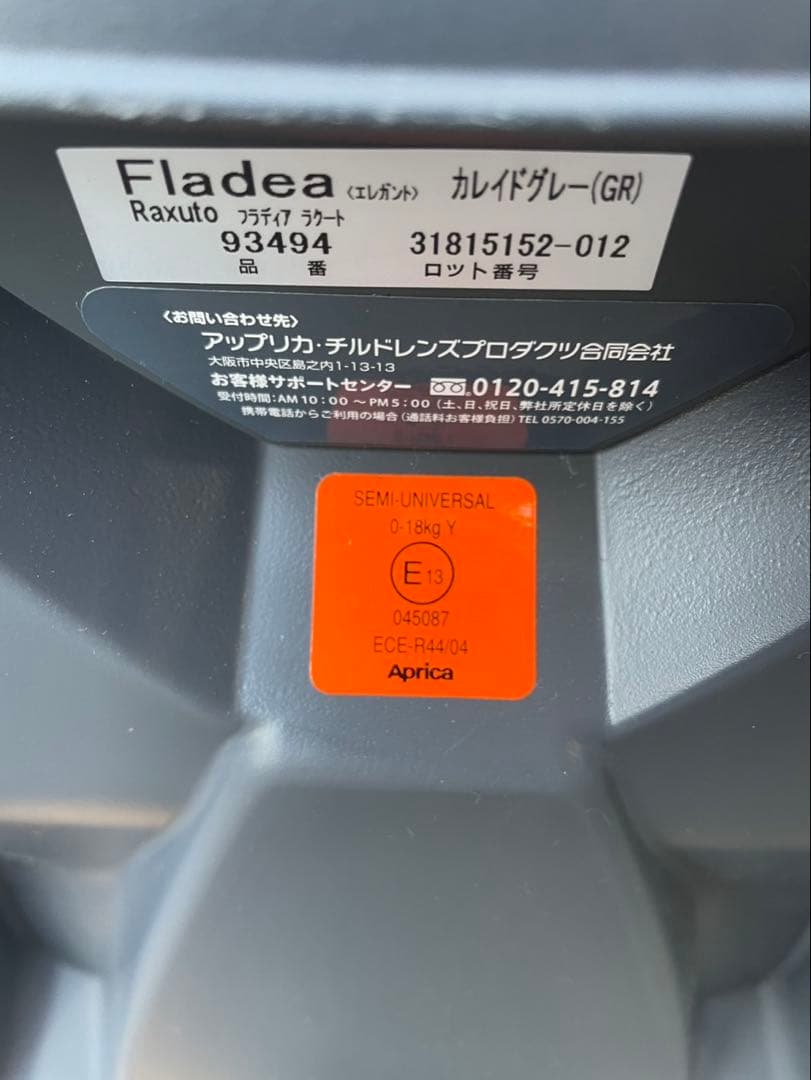 Fladea 〈エレガント〉 カレイドグレー(GR)
Raxuto フラディア ラクート
93494 31815152-012
品 番 ロット番号
〈お問い合わせ先〉
アップリカ・チルドレンズプロダクツ合同会社
大阪市中央区島之内1-13-13
お客様サポートセンター 0120-415-814
受付時間:AM 10:00 〜 PM 5:00 (土、日、祝日、弊社所定休日を除く)
携帯電話からご利用の場合(通話料お客様負担) TEL 0570-004-155
SEMI-UNIVERSAL
0-18kg Y
E 13
045087
ECE-R44/04
Aprica